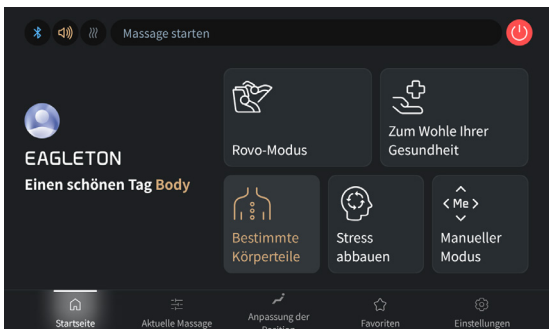 Massage starten
Rovo-Modus
Zum Wohle Ihrer
Gesundheit
EAGLETON
Einen schönen Tag Body
Bestimmte
Körperteile
Stress
abbauen
< Me >
Manueller
Modus
Startseite
Aktuelle Massage
Anpassung der
Position
Favoriten
Einstellungen